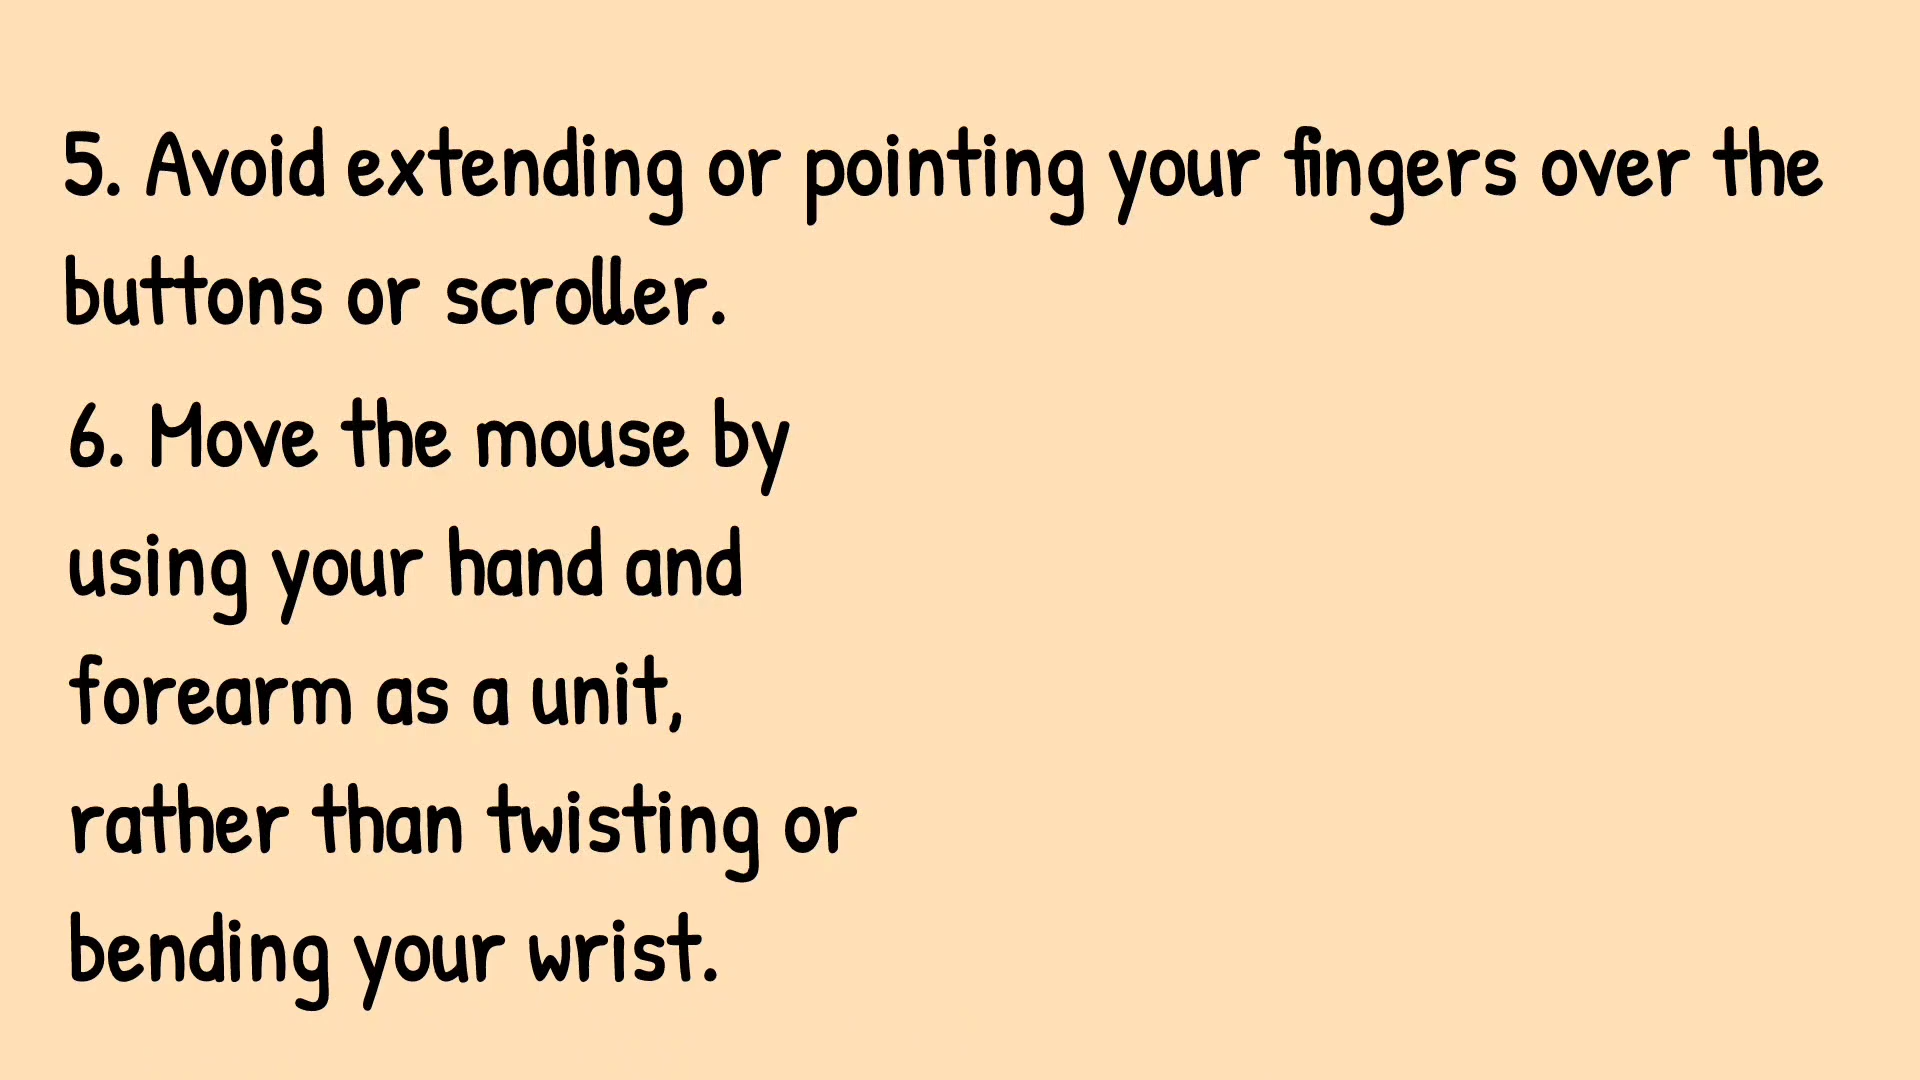 5. Avoid extending or pointing your fingers over the
buttons or scroller.
6. Move the mouse by
using your hand and
forearm as a unit,
rather than twisting or
bending your wrist.